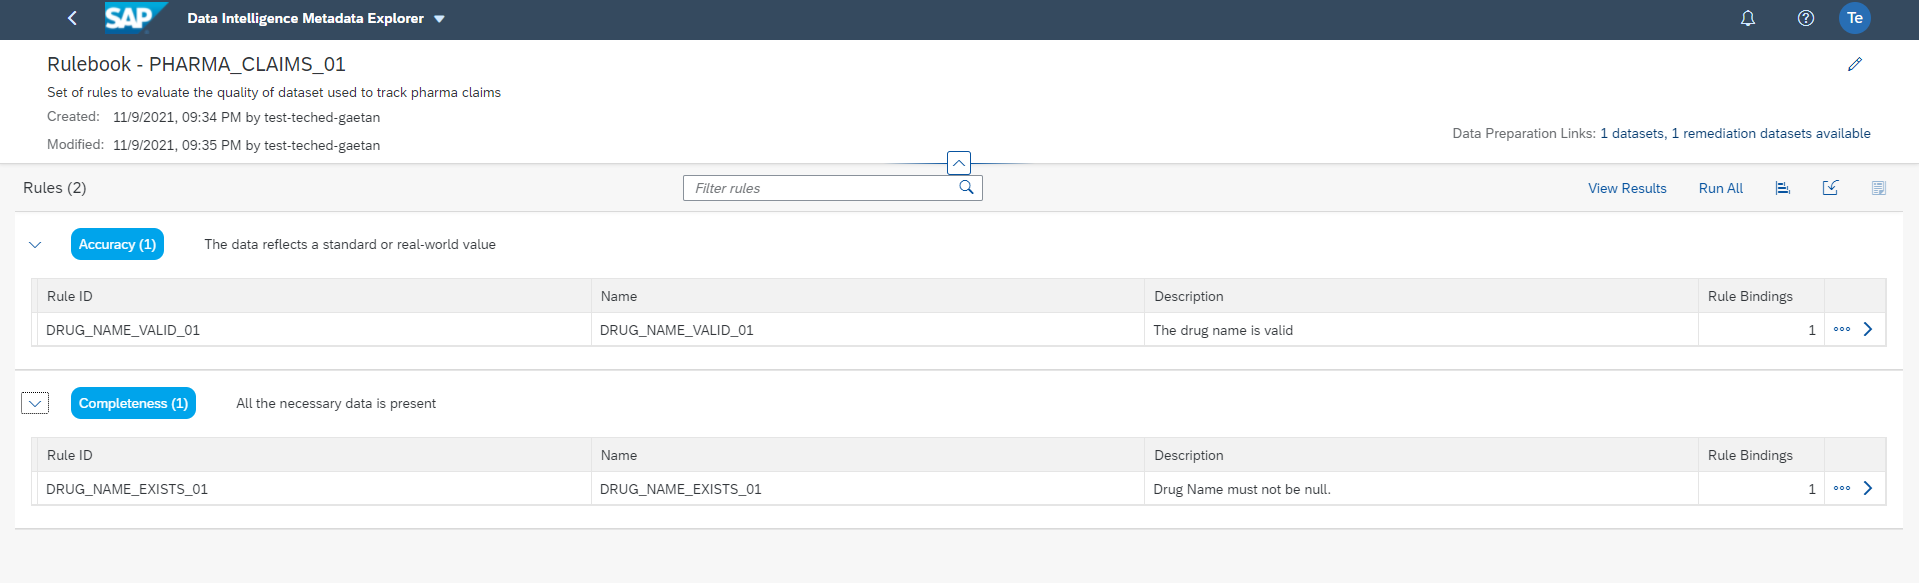 SAP Data Intelligence Metadata Explorer Te
Rulebook - PHARMA_CLAIMS_01
Set of rules to evaluate the quality of dataset used to track pharma claims
Created: 11/9/2021, 09:34 PM by test-teched-gaetan
Data Preparation Links: 1 datasets, 1 remediation datasets available
Modified: 11/9/2021, 09:35 PM by test-teched-gaetan
Rules (2) Filter rules View Results Run All
Accuracy (1) The data reflects a standard or real-world value
Rule ID Name Description Rule Bindings
DRUG_NAME_VALID_01 DRUG_NAME_VALID_01 The drug name is valid 1
Completeness (1) All the necessary data is present
Rule ID Name Description Rule Bindings
DRUG_NAME_EXISTS_01 DRUG_NAME_EXISTS_01 Drug Name must not be null. 1